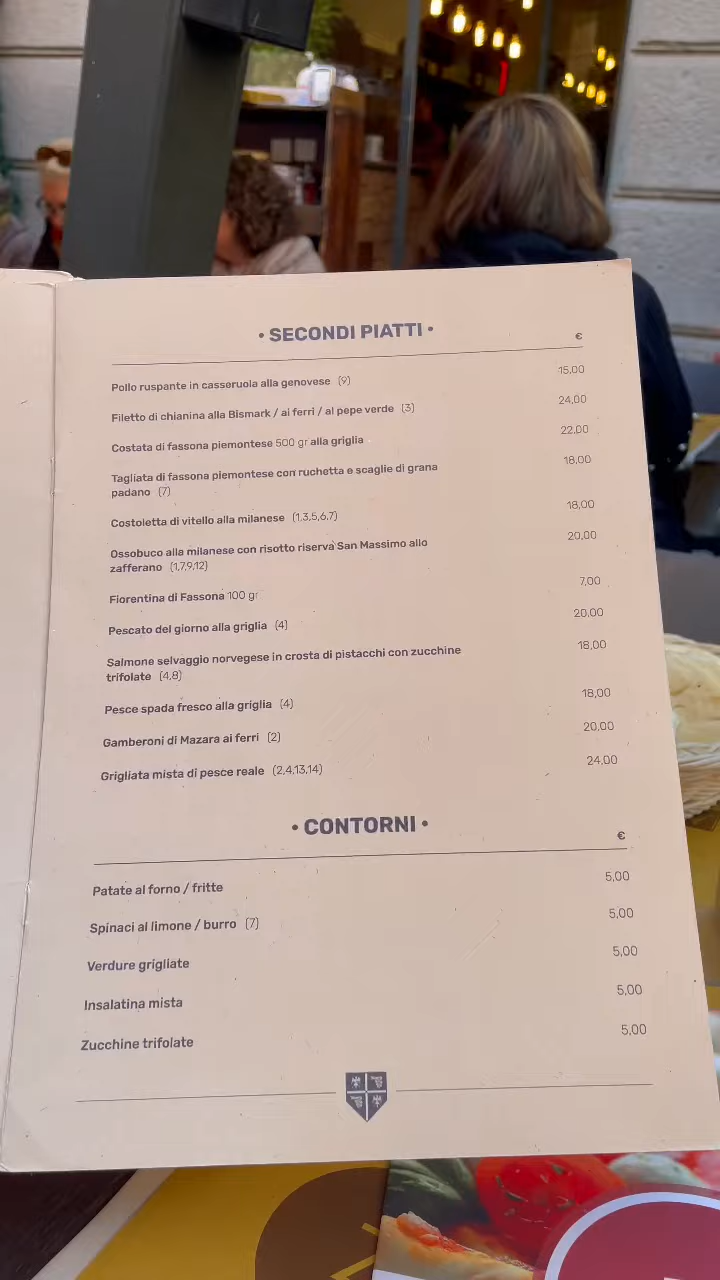 • SECONDI PIATTI •
€
Pollo ruspante in casseruola alla genovese (9) 15,00
Filetto di chianina alla Bismark / ai ferri / al pepe verde (3) 24,00
Costata di fassona piemontese 500 gr alla griglia 22,00
Tagliata di fassona piemontese con ruchetta e scaglie di grana 18,00
padano (7)
Costoletta di vitello alla milanese (1,3,5,6,7) 18,00
Ossobuco alla milanese con risotto riserva San Massimo allo 20,00
zafferano (1,7,9,12)
Fiorentina di Fassona 100 gr 7,00
Pescato del giorno alla griglia (4) 20,00
Salmone selvaggio norvegese in crosta di pistacchi con zucchine 18,00
trifolate (4,8)
Pesce spada fresco alla griglia (4) 18,00
Gamberoni di Mazara ai ferri (2) 20,00
Grigliata mista di pesce reale (2,4,13,14) 24,00
• CONTORNI •
€
Patate al forno / fritte 5,00
Spinaci al limone / burro (7) 5,00
Verdure grigliate 5,00
Insalatina mista 5,00
Zucchine trifolate 5,00